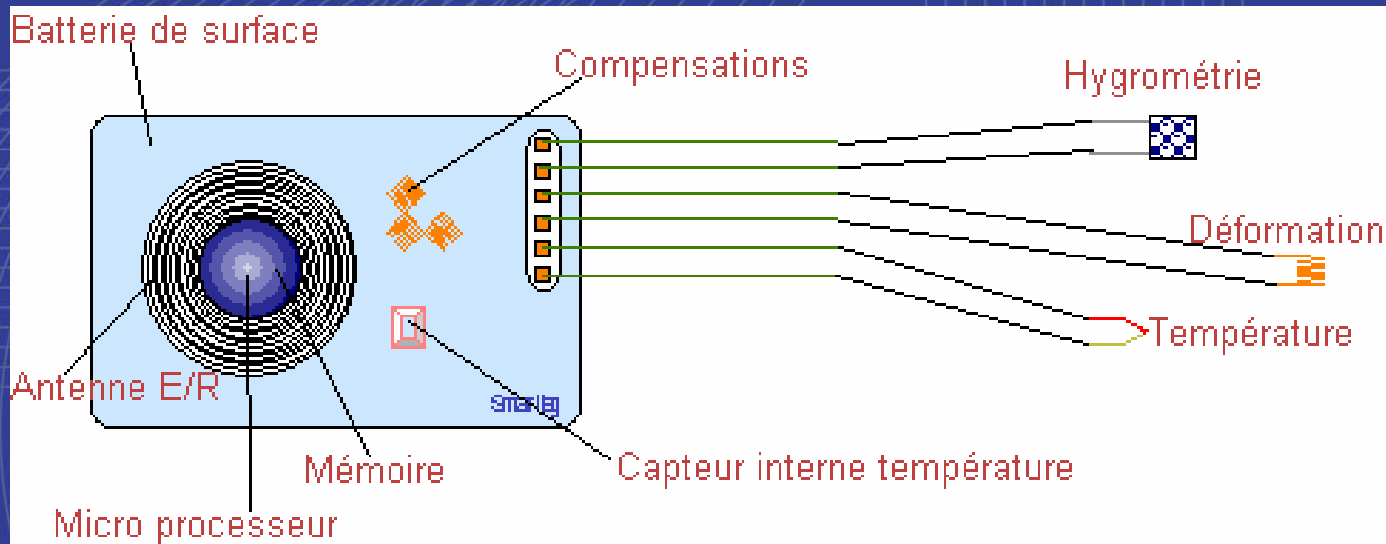 Batterie de surface
Compensations
Hygrométrie
Déformation
Température
Antenne E/R
Mémoire
Capteur interne température
Micro processeur